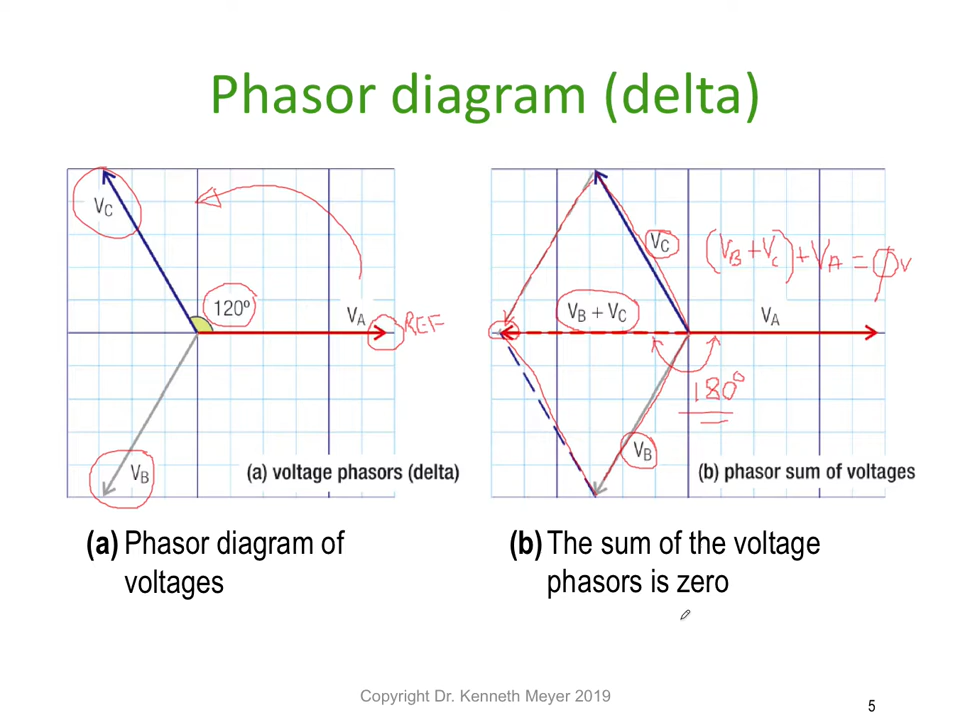 Phasor diagram (delta)
VC
120º
VA
REF
VB
(a) voltage phasors (delta)
VC
(VB + VC) + VA = 0V
VB + VC
VA
180°
VB
(b) phasor sum of voltages
(a) Phasor diagram of
voltages
(b) The sum of the voltage
phasors is zero
Copyright Dr. Kenneth Meyer 2019
5